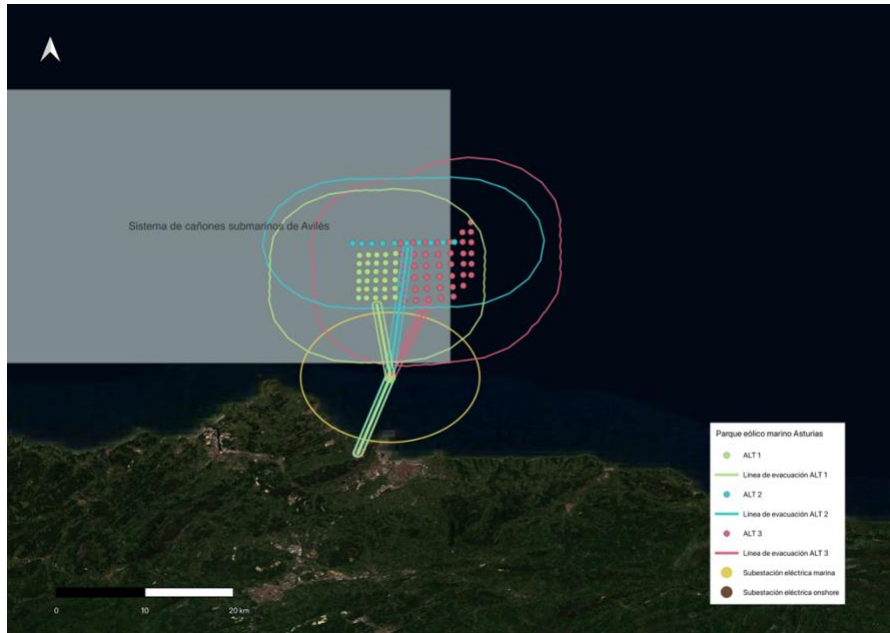 Sistema de cañones submarinos de Avilés
Parque eólico marino Asturias
ALT 1
Línea de evacuación ALT 1
ALT 2
Línea de evacuación ALT 2
ALT 3
Línea de evacuación ALT 3
Subestación eléctrica marina
Subestación eléctrica onshore
0 10 20 km